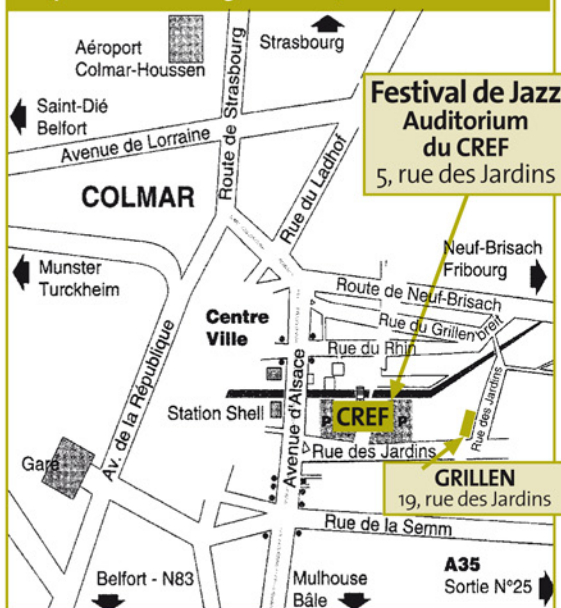 Aéroport
Colmar-Houssen
Strasbourg
Saint-Dié
Belfort
Avenue de Lorraine
Route de Strasbourg
Rue du Ladhof
Festival de Jazz
Auditorium
du CREF
5, rue des Jardins
COLMAR
Munster
Turckheim
Neuf-Brisach
Fribourg
Route de Neuf-Brisach
Rue du Grillenbreit
Centre
Ville
Rue du Rhin
Av. de la République
Station Shell
Avenue d'Alsace
P CREF P
Rue des Jardins
Rue des Jardins
Gare
GRILLEN
19, rue des Jardins
Rue de la Semm
Belfort - N83
Mulhouse
Bâle
A35
Sortie N°25